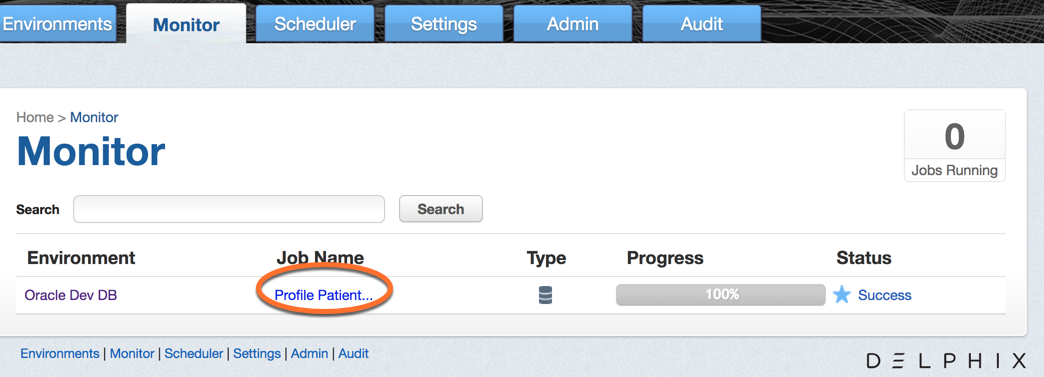 Environments Monitor Scheduler Settings Admin Audit
Home > Monitor
Monitor
0
Jobs Running
Search Search
Environment Job Name Type Progress Status
Oracle Dev DB Profile Patient... 100% Success
Environments | Monitor | Scheduler | Settings | Admin | Audit
DELPHIX